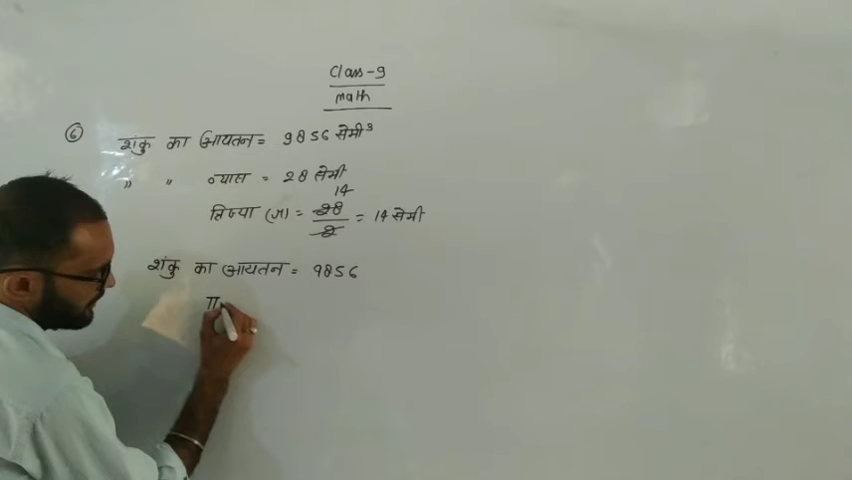 Class-9
math
⑥ शंकु का आयतन = 9856 सेमी³
" " व्यास = 28 सेमी
14
त्रिज्या (r) = 28/2 = 14 सेमी
शंकु का आयतन = 9856
π